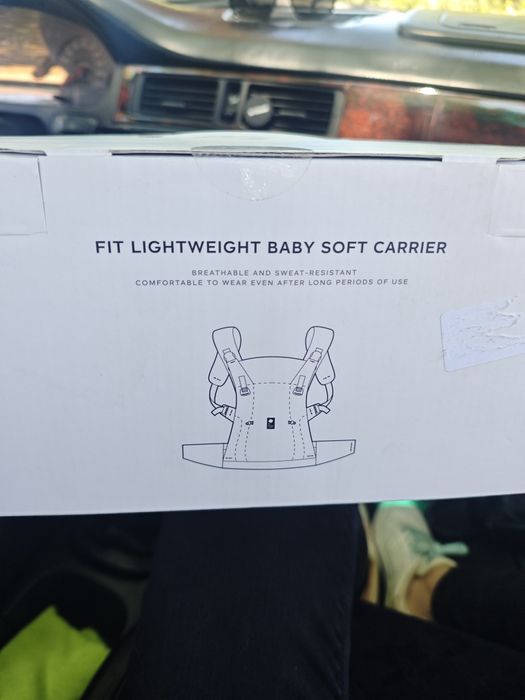 FIT LIGHTWEIGHT BABY SOFT CARRIER
BREATHABLE AND SWEAT-RESISTANT
COMFORTABLE TO WEAR EVEN AFTER LONG PERIODS OF USE